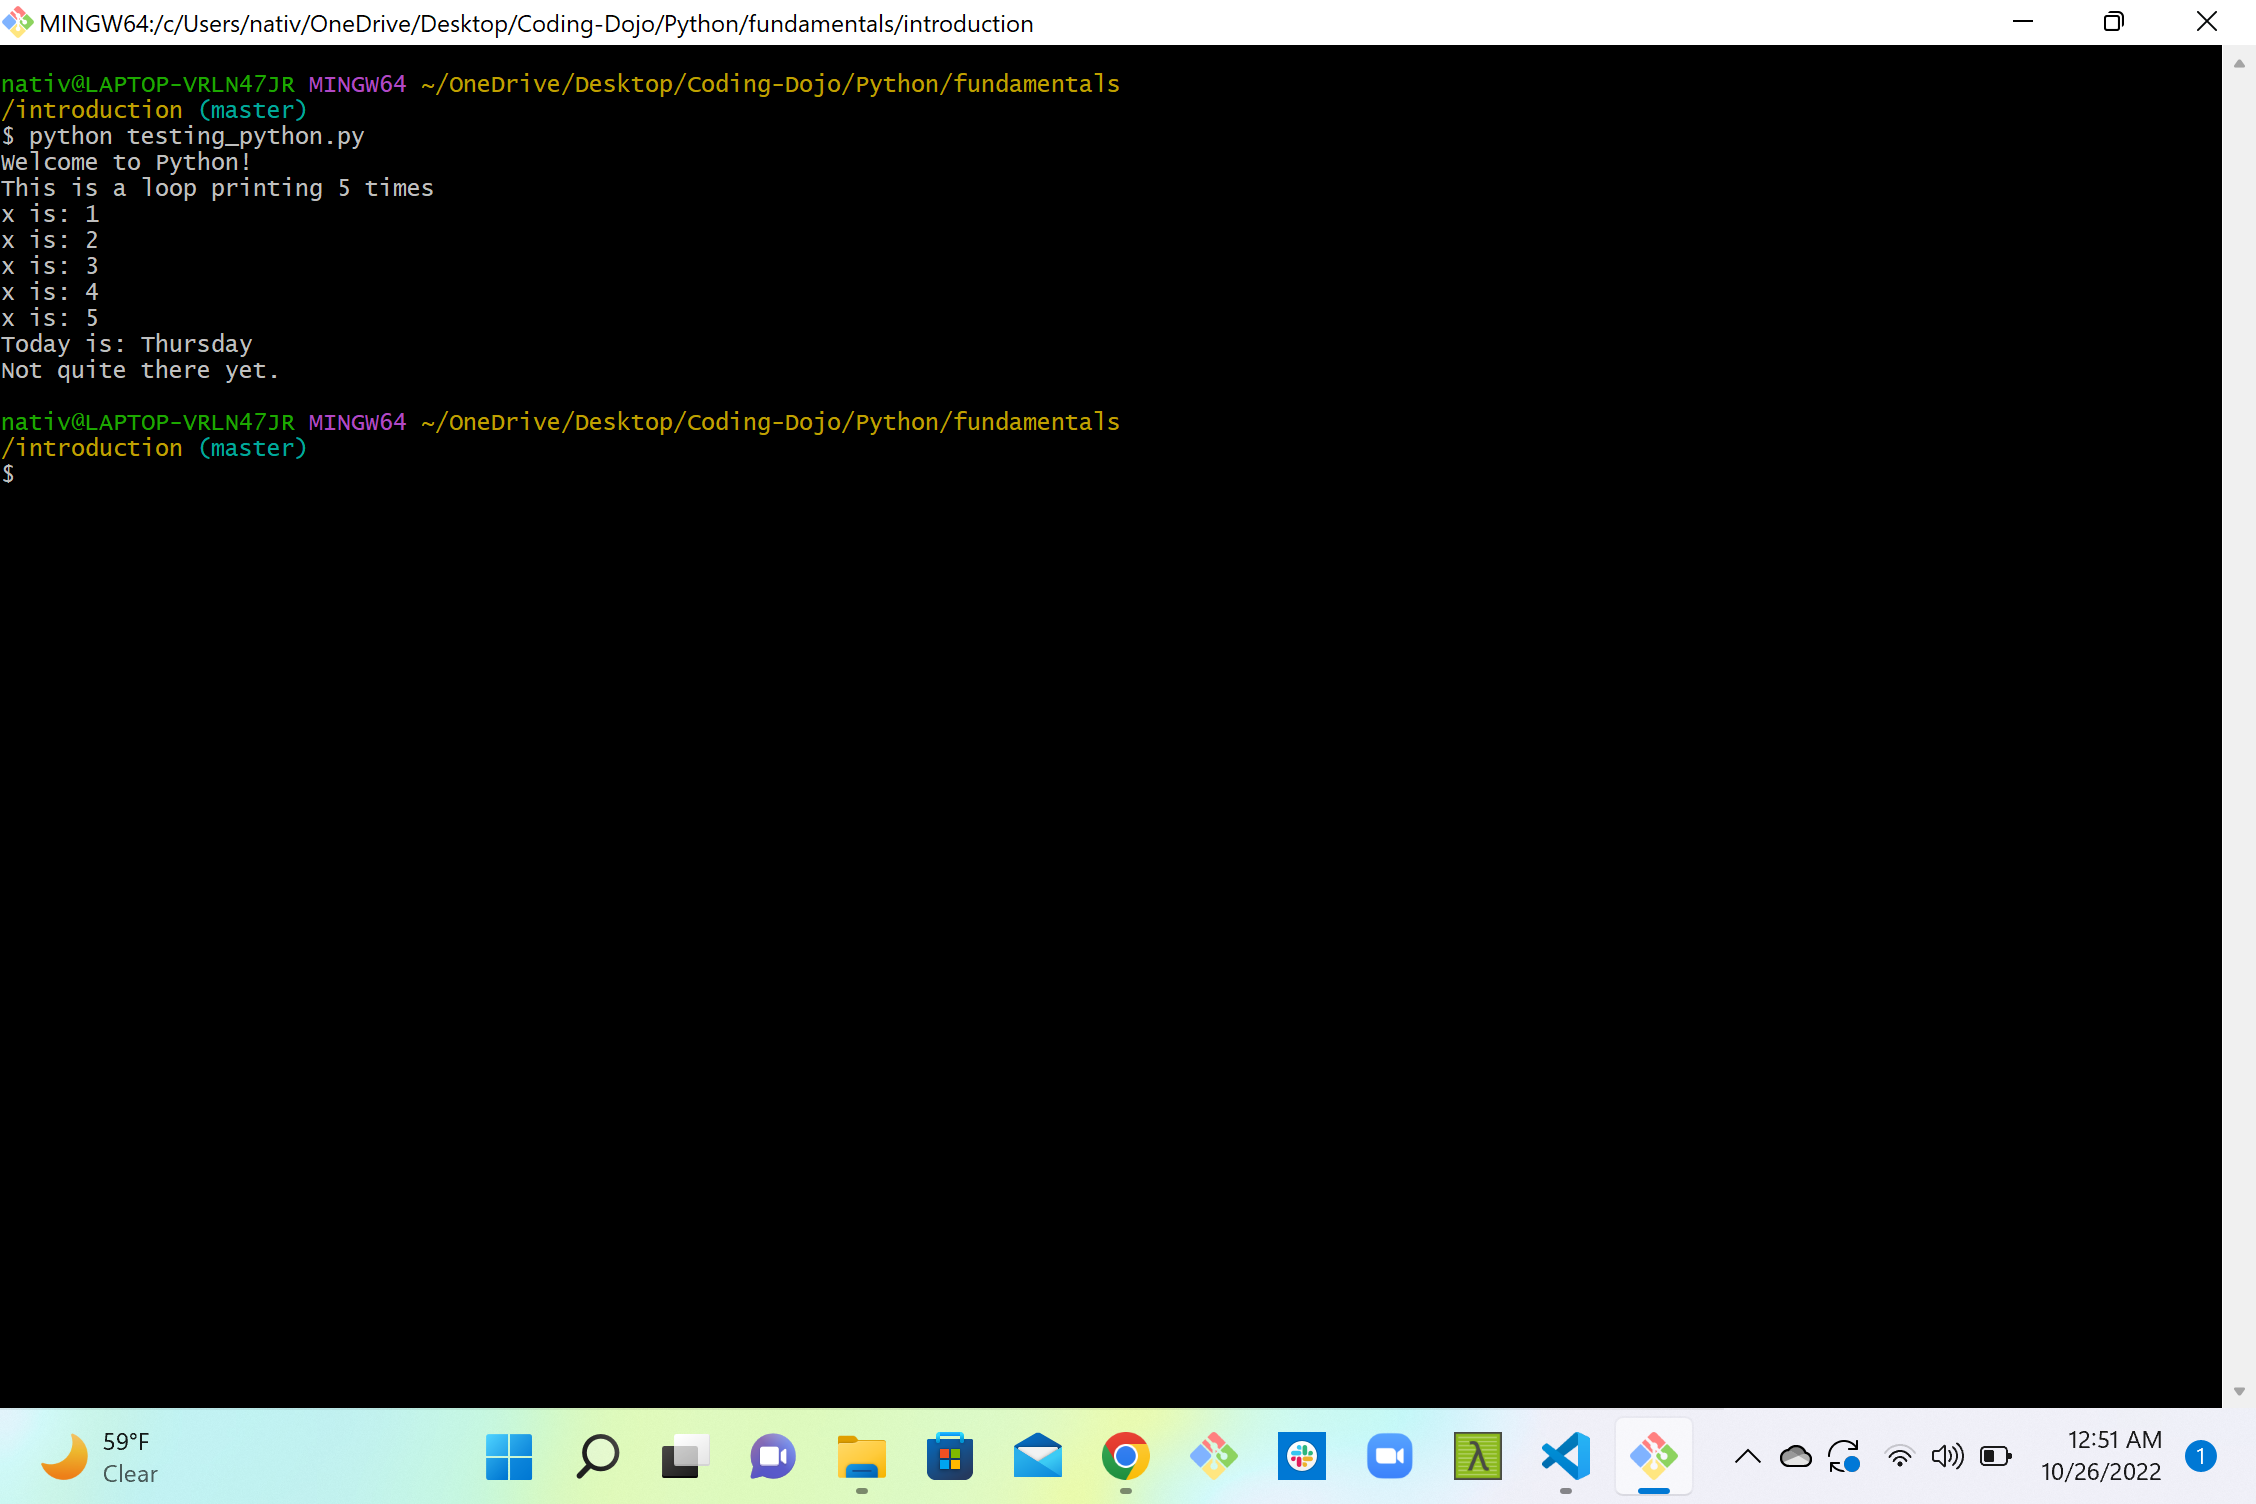 MINGW64:/c/Users/nativ/OneDrive/Desktop/Coding-Dojo/Python/fundamentals/introduction
nativ@LAPTOP-VRLN47JR MINGW64 ~/OneDrive/Desktop/Coding-Dojo/Python/fundamentals
/introduction (master)
$ python testing_python.py
Welcome to Python!
This is a loop printing 5 times
x is: 1
x is: 2
x is: 3
x is: 4
x is: 5
Today is: Thursday
Not quite there yet.
nativ@LAPTOP-VRLN47JR MINGW64 ~/OneDrive/Desktop/Coding-Dojo/Python/fundamentals
/introduction (master)
$
59°F
Clear
λ
12:51 AM
10/26/2022
1